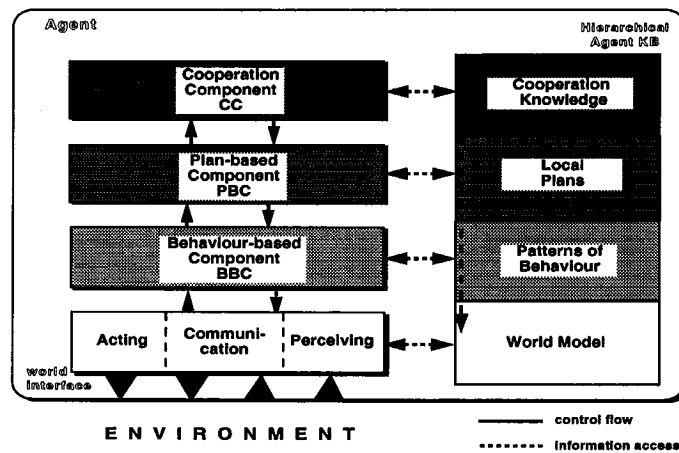 Agent
Hierarchical
Agent KB
Cooperation
Component
CC
Cooperation
Knowledge
Plan-based
Component
PBC
Local
Plans
Behaviour-based
Component
BBC
Patterns of
Behaviour
Acting
Communi-
cation
Perceiving
World Model
world
interface
ENVIRONMENT
control flow
information access